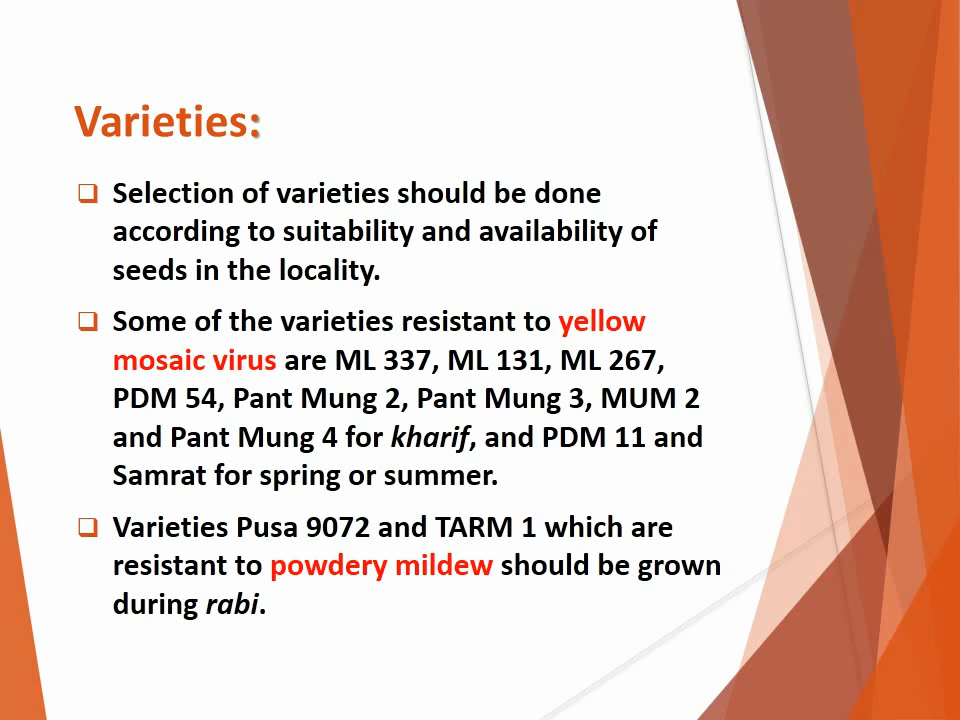 Varieties:
Selection of varieties should be done
according to suitability and availability of
seeds in the locality.
Some of the varieties resistant to yellow
mosaic virus are ML 337, ML 131, ML 267,
PDM 54, Pant Mung 2, Pant Mung 3, MUM 2
and Pant Mung 4 for kharif, and PDM 11 and
Samrat for spring or summer.
Varieties Pusa 9072 and TARM 1 which are
resistant to powdery mildew should be grown
during rabi.